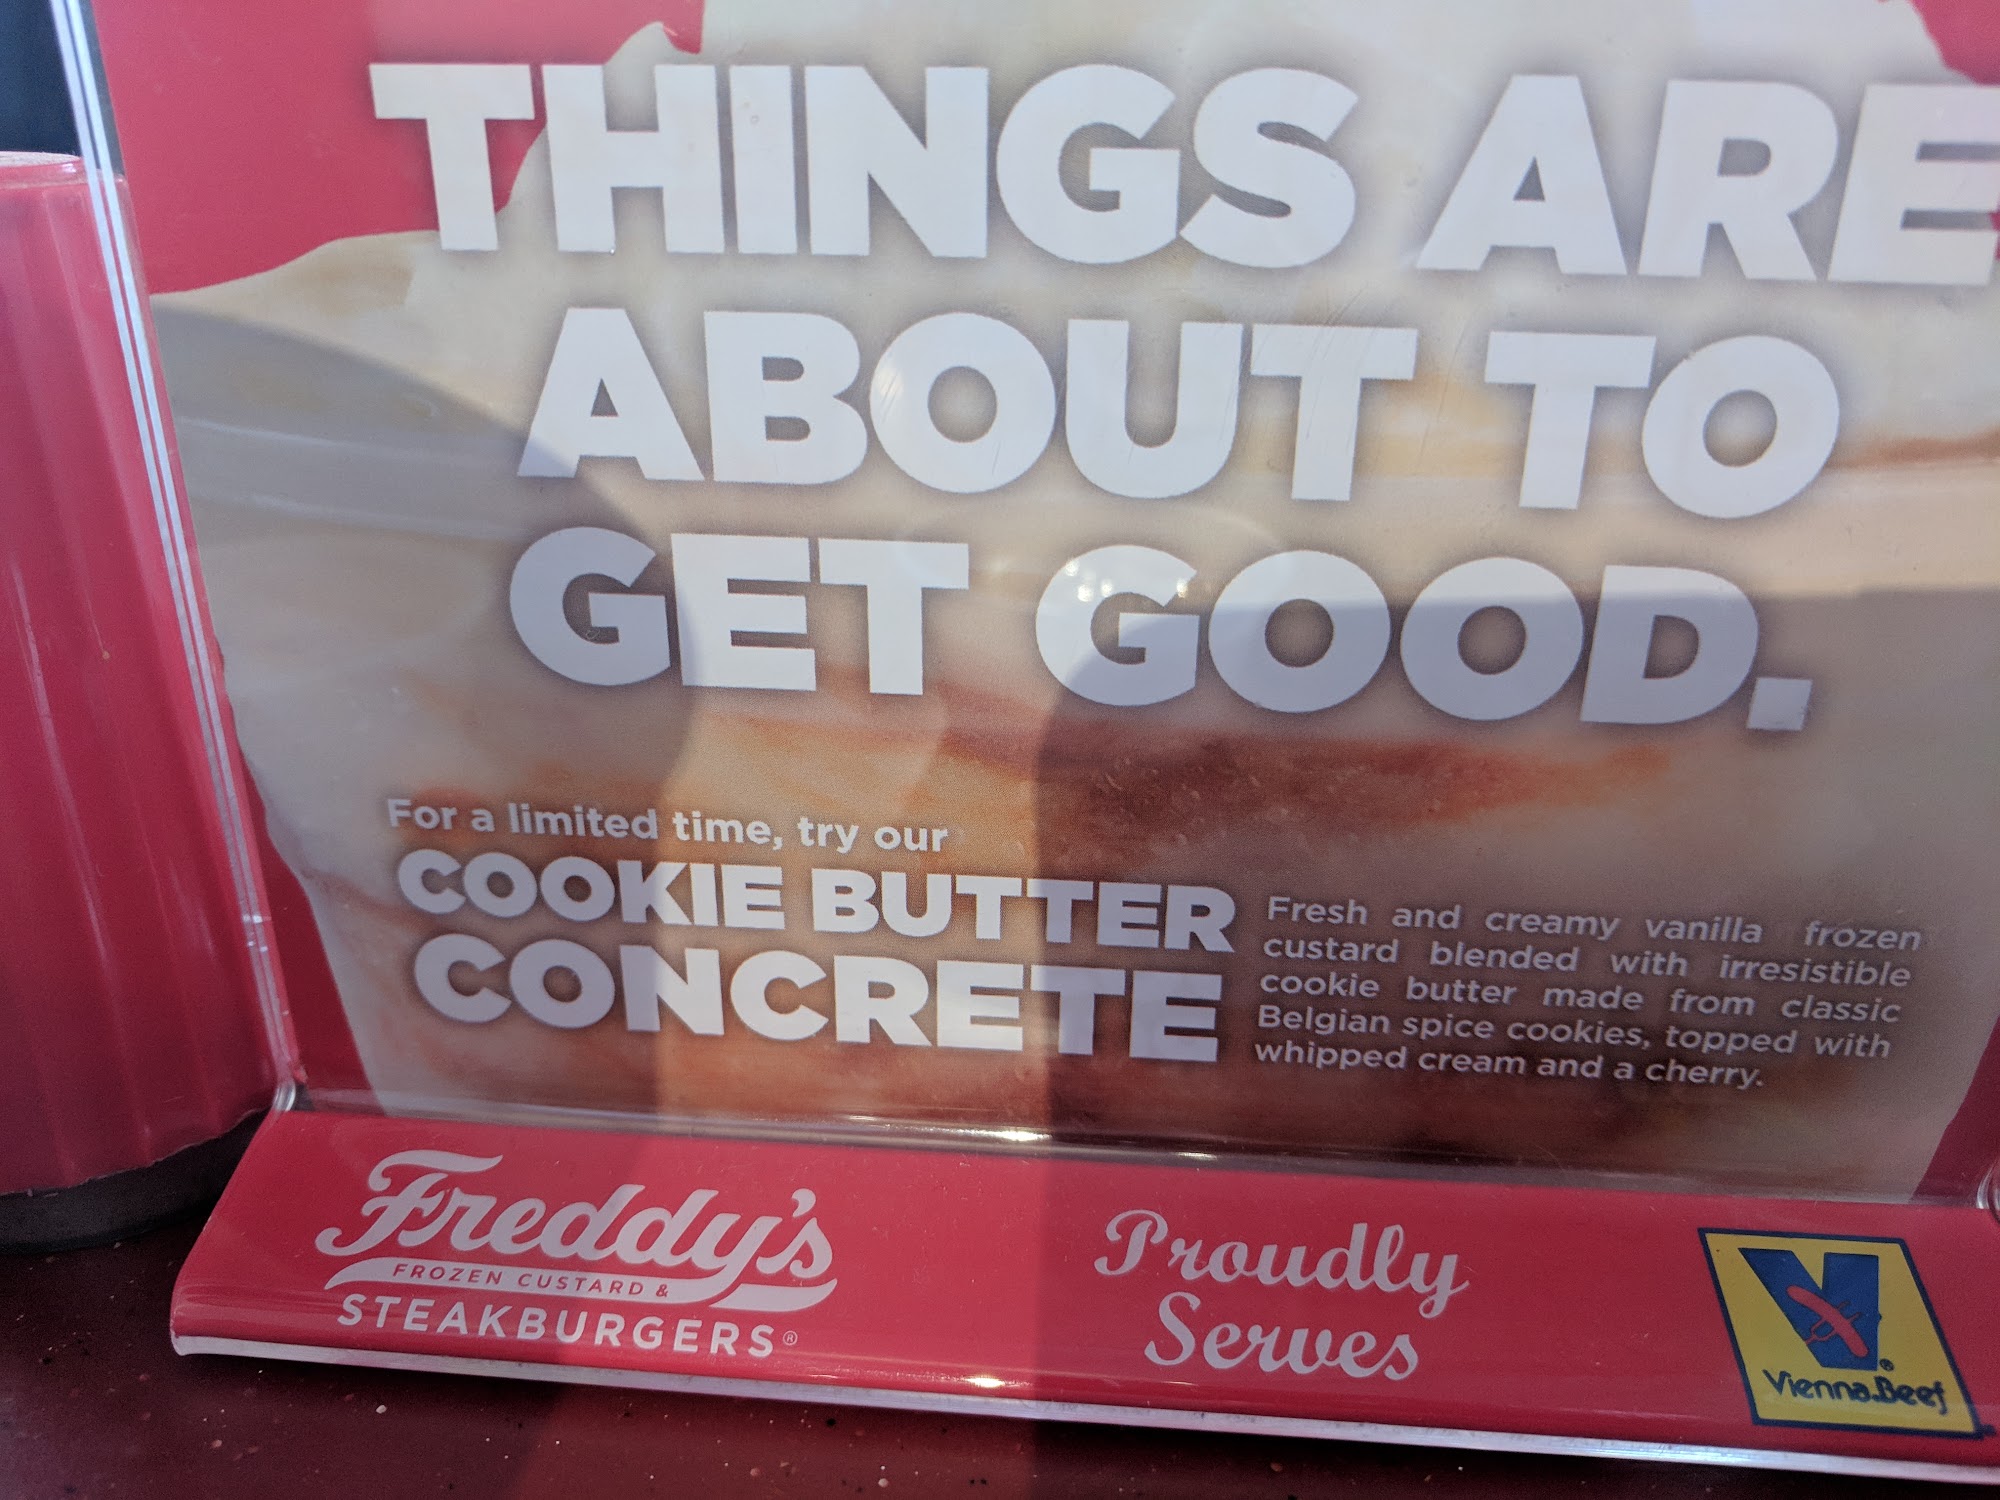 THINGS ARE
ABOUT TO
GET GOOD.
For a limited time, try our
COOKIE BUTTER
CONCRETE
Fresh and creamy vanilla frozen
custard blended with irresistible
cookie butter made from classic
Belgian spice cookies, topped with
whipped cream and a cherry.
Freddy's
FROZEN CUSTARD &
STEAKBURGERS®
Proudly
Serves
V®
Vienna Beef